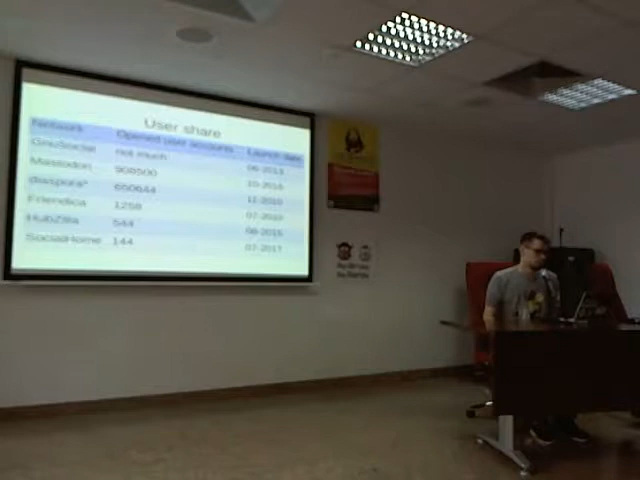 User share
Network Opened user accounts Launch date
GnuSocial not much 06-2013
Mastodon 908500 10-2016
diaspora* 650644 11-2010
Friendica 1258 07-2010
HubZilla 544 08-2015
SocialHome 144 07-2017